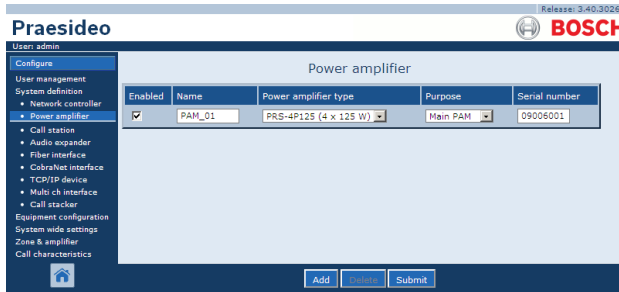 Release: 3.40.3026
Praesideo
BOSCH
User: admin
Configure
User management
System definition
• Network controller
• Power amplifier
• Call station
• Audio expander
• Fiber interface
• CobraNet interface
• TCP/IP device
• Multi ch interface
• Call stacker
Equipment configuration
System wide settings
Zone & amplifier
Call characteristics
Power amplifier
Enabled Name Power amplifier type Purpose Serial number
PAM_01 PRS-4P125 (4 x 125 W) Main PAM 09006001
Add Delete Submit